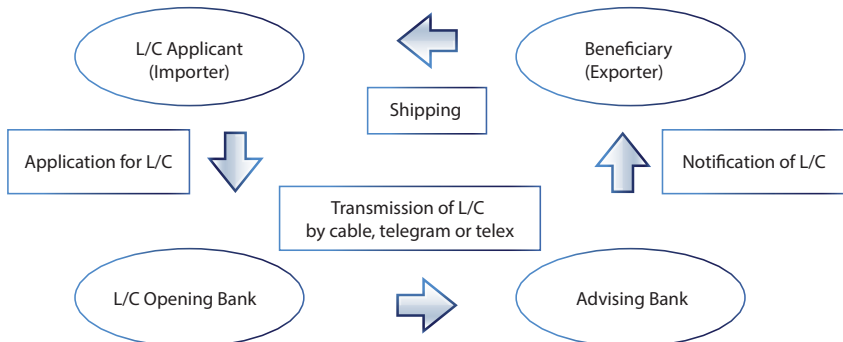 L/C Applicant
(Importer)
Beneficiary
(Exporter)
Shipping
Application for L/C
Notification of L/C
Transmission of L/C
by cable, telegram or telex
L/C Opening Bank
Advising Bank